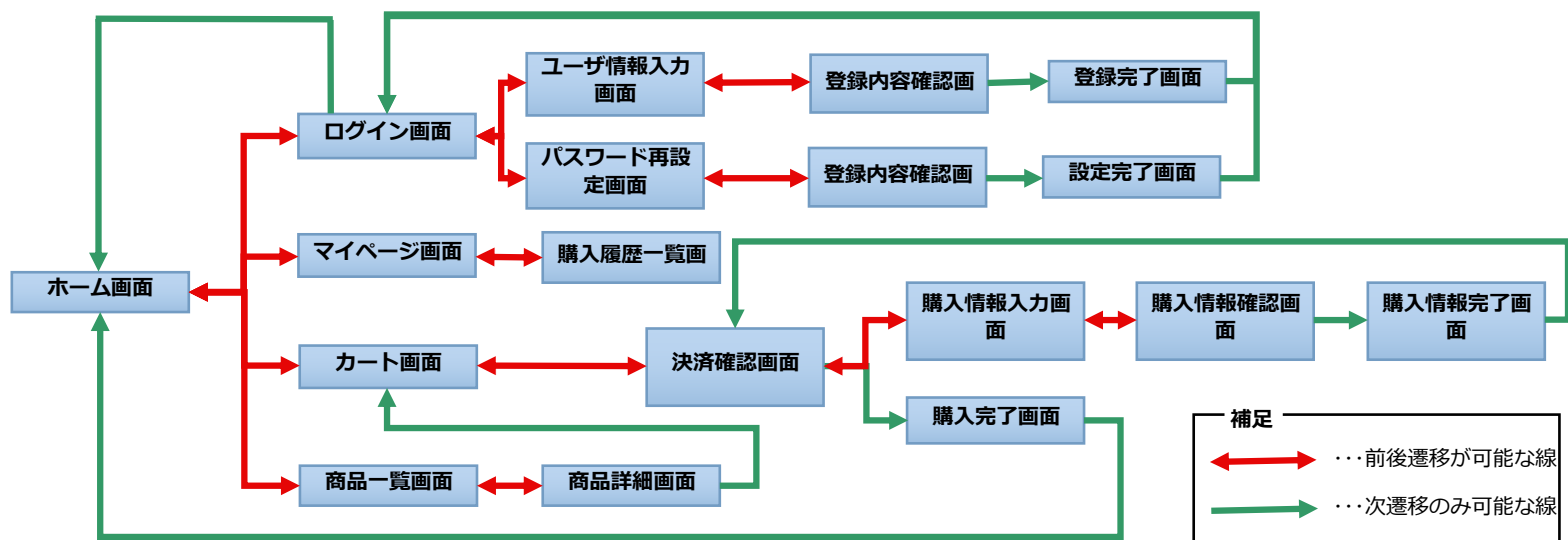 ユーザ情報入力
画面
登録内容確認画
登録完了画面
ログイン画面
パスワード再設
定画面
登録内容確認画
設定完了画面
マイページ画面
購入履歴一覧画
ホーム画面
購入情報入力画
面
購入情報確認画
面
購入情報完了画
面
カート画面
決済確認画面
購入完了画面
商品一覧画面
商品詳細画面
補足
･･･前後遷移が可能な線
･･･次遷移のみ可能な線